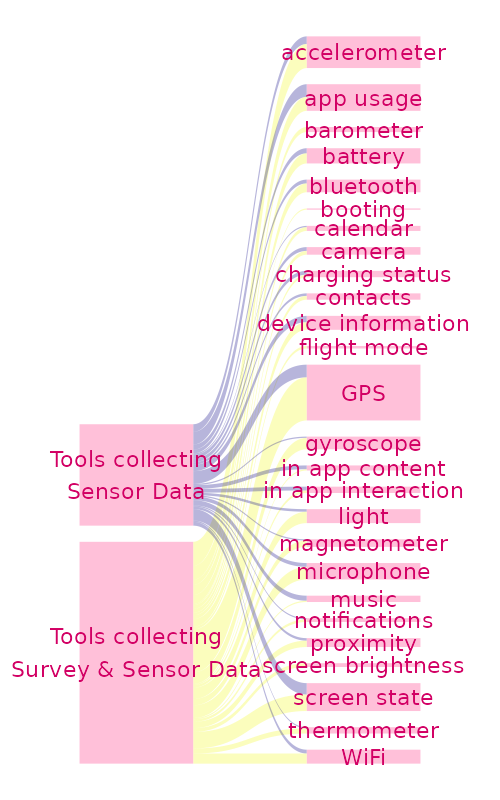 accelerometer
app usage
barometer
battery
bluetooth
booting
calendar
camera
charging status
contacts
device information
flight mode
GPS
gyroscope
in app content
in app interaction
light
magnetometer
microphone
music
notifications
proximity
screen brightness
screen state
thermometer
WiFi
Tools collecting
Sensor Data
Tools collecting
Survey & Sensor Data